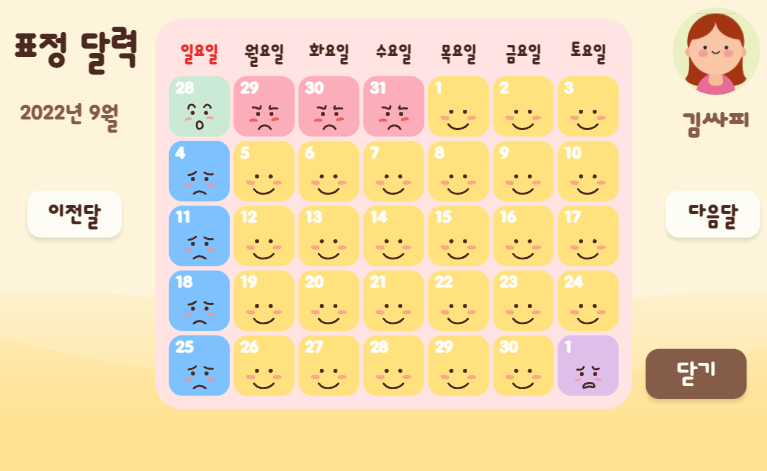 표정 달력
2022년 9월
이전달
일요일 월요일 화요일 수요일 목요일 금요일 토요일
28 29 30 31 1 2 3
4 5 6 7 8 9 10
11 12 13 14 15 16 17
18 19 20 21 22 23 24
25 26 27 28 29 30 1
김싸피
다음달
닫기